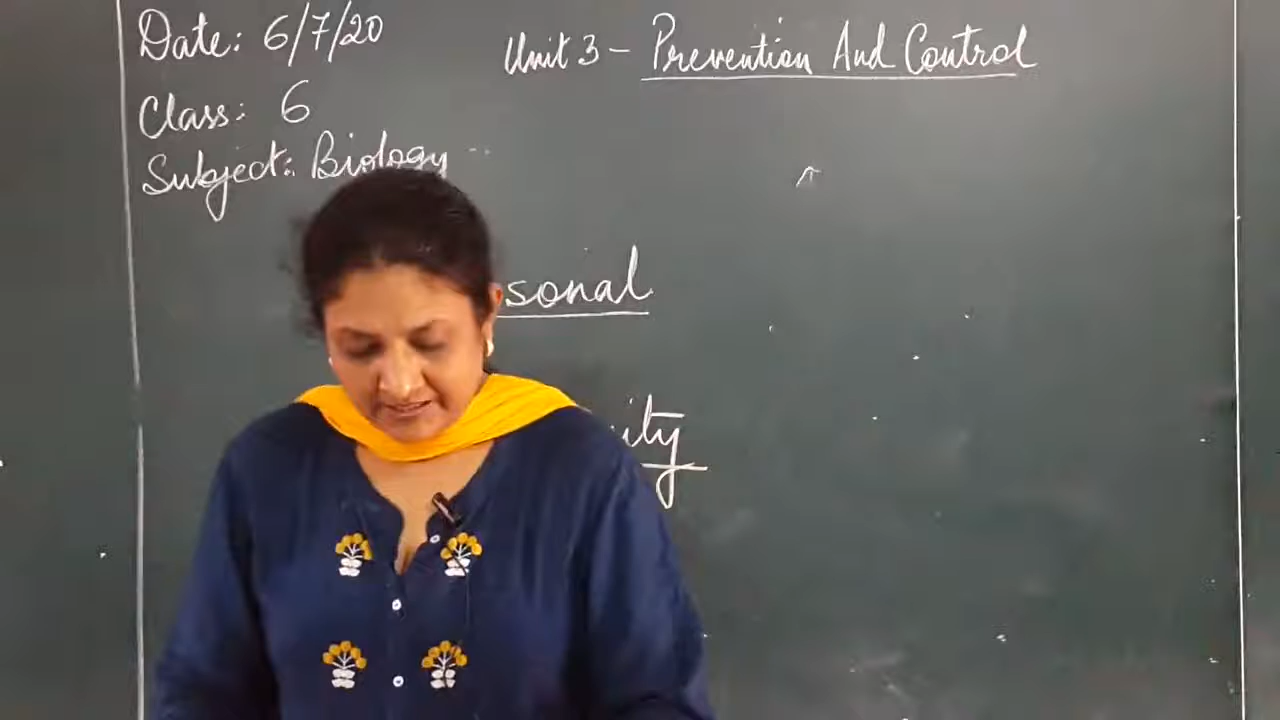 Date: 6/7/20
Unit 3 - Prevention And Control
Class: 6
Subject: Biology
sonal
ity